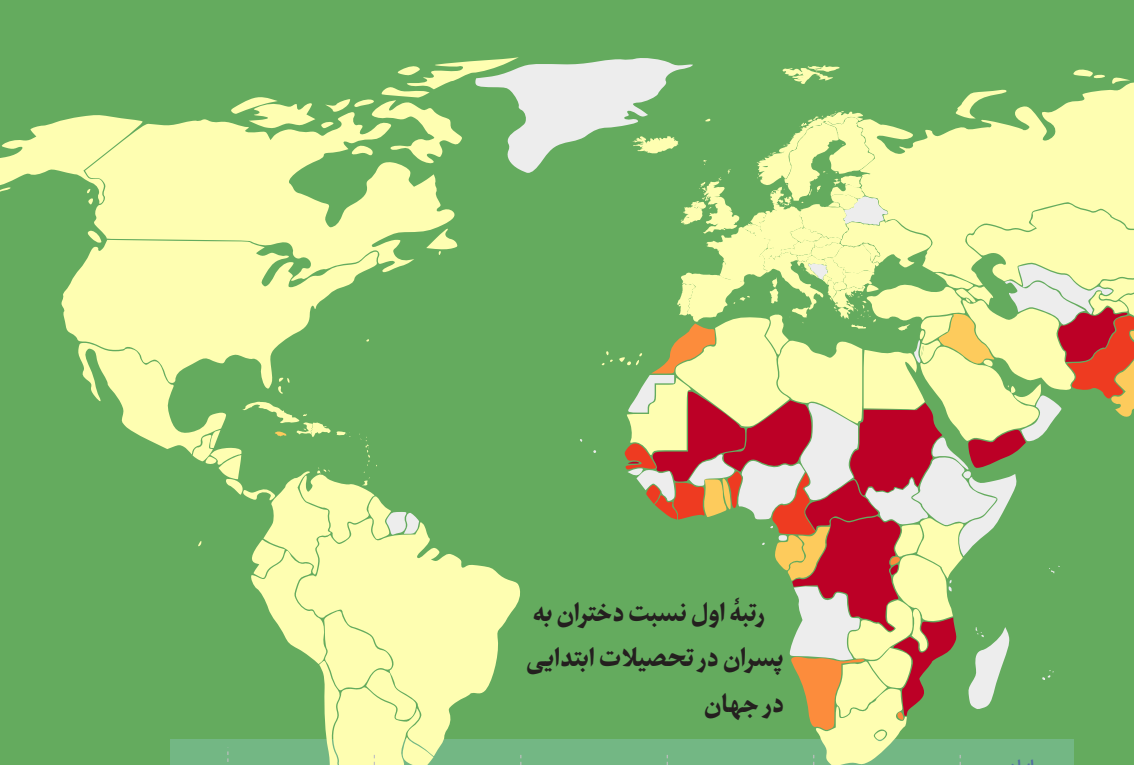 رتبهٔ اول نسبت دختران به
پسران در تحصیلات ابتدایی
در جهان